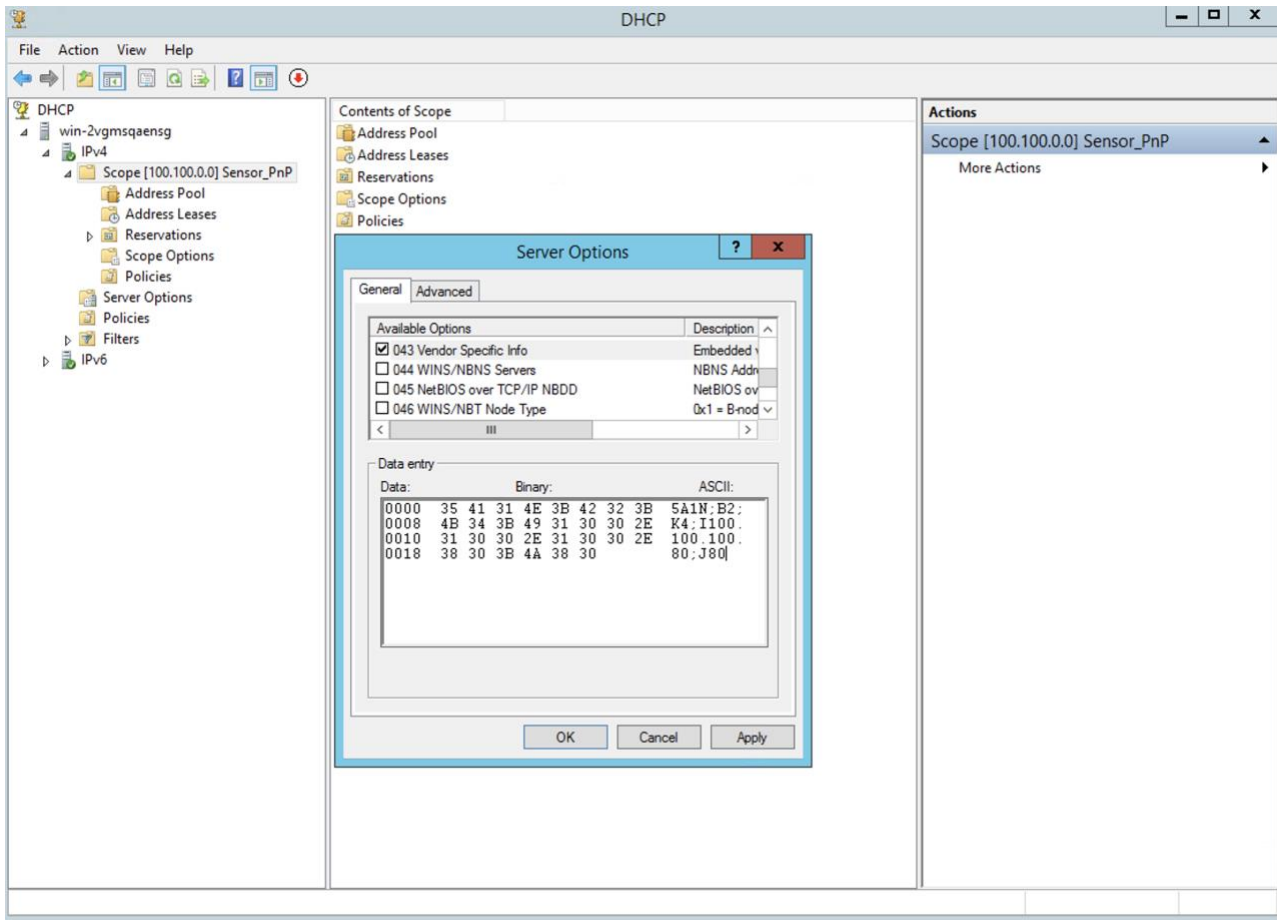 DHCP
File Action View Help
DHCP
win-2vgmsqaensg
IPv4
Scope [100.100.0.0] Sensor_PnP
Address Pool
Address Leases
Reservations
Scope Options
Policies
Server Options
Policies
Filters
IPv6
Contents of Scope
Address Pool
Address Leases
Reservations
Scope Options
Policies
Server Options
General Advanced
Available Options Description
043 Vendor Specific Info Embedded
044 WINS/NBNS Servers NBNS Addr
045 NetBIOS over TCP/IP NBDD NetBIOS ov
046 WINS/NBT Node Type 0x1 = B-nod
Data entry
Data: Binary: ASCII:
0000 35 41 31 4E 3B 42 32 3B 5A1N;B2;
0008 4B 34 3B 49 31 30 30 2E K4;I100.
0010 31 30 30 2E 31 30 30 2E 100.100.
0018 38 30 3B 4A 38 30 80;J80
OK Cancel Apply
Actions
Scope [100.100.0.0] Sensor_PnP
More Actions